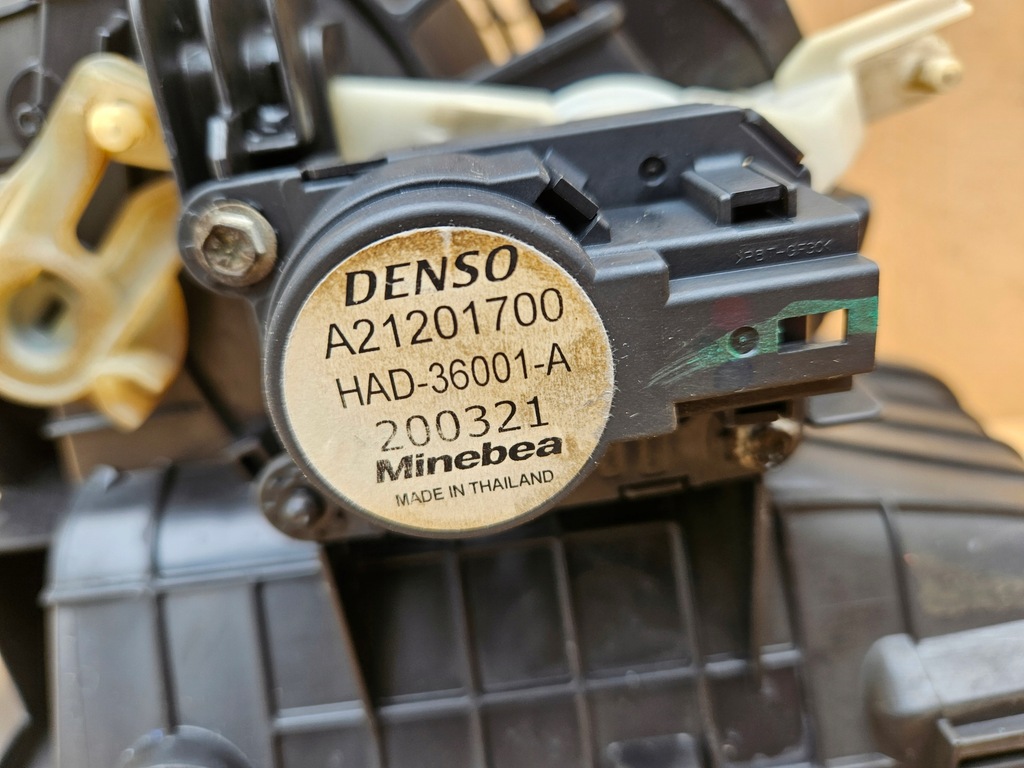 DENSO
A21201700
HAD-36001-A
200321
Minebea
MADE IN THAILAND